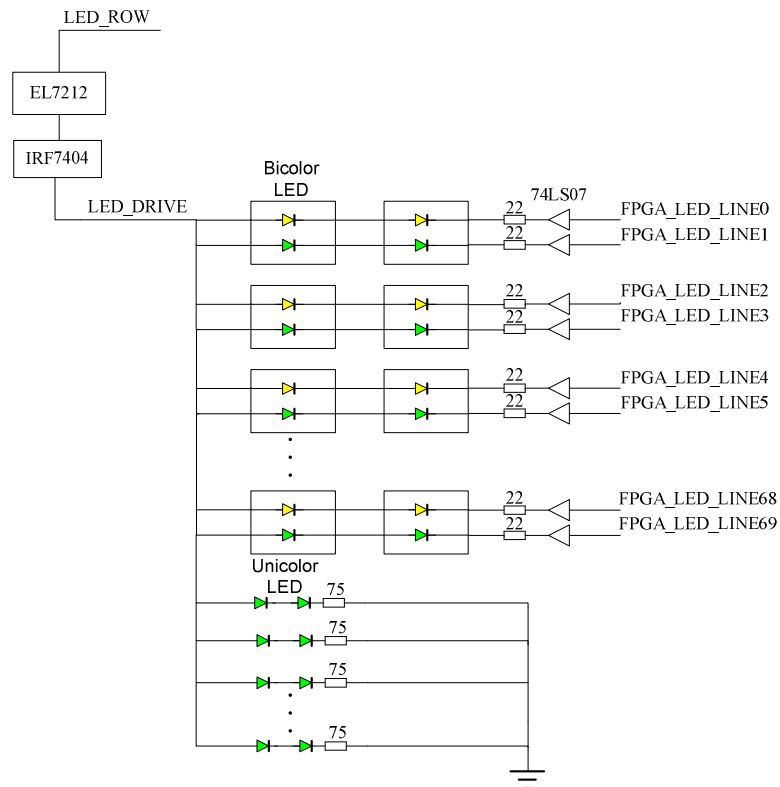 LED_ROW
EL7212
IRF7404
LED_DRIVE
Bicolor
LED
74LS07
22
FPGA_LED_LINE0
22
FPGA_LED_LINE1
22
FPGA_LED_LINE2
22
FPGA_LED_LINE3
22
FPGA_LED_LINE4
22
FPGA_LED_LINE5
22
FPGA_LED_LINE68
22
FPGA_LED_LINE69
Unicolor
LED
75
75
75
75